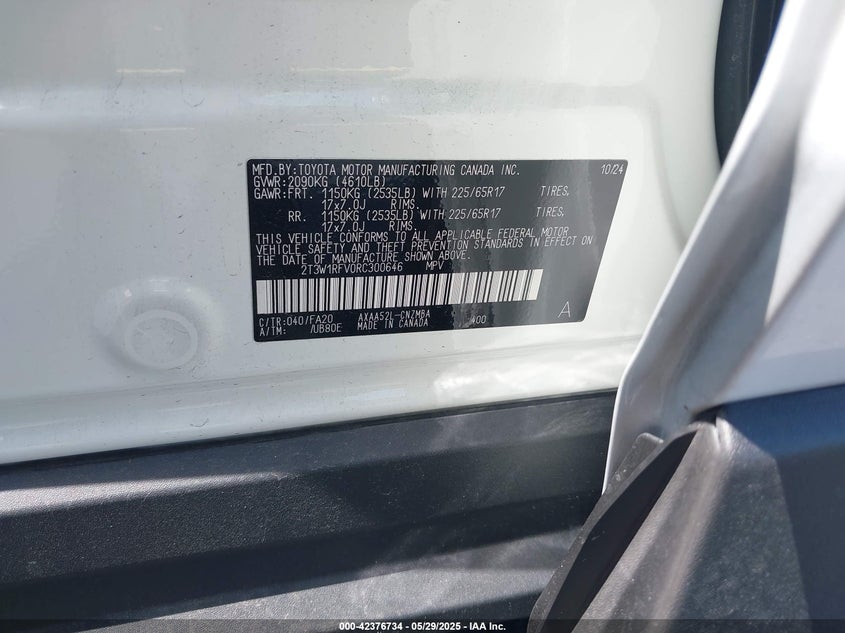 MFD.BY:TOYOTA MOTOR MANUFACTURING CANADA INC. 10/24
GVWR:2090KG (4610LB)
GAWR:FRT. 1150KG (2535LB) WITH 225/65R17 TIRES,
17x7.0J RIMS.
RR. 1150KG (2535LB) WITH 225/65R17 TIRES,
17x7.0J RIMS.
THIS VEHICLE CONFORMS TO ALL APPLICABLE FEDERAL MOTOR
VEHICLE SAFETY AND THEFT PREVENTION STANDARDS IN EFFECT ON
THE DATE OF MANUFACTURE SHOWN ABOVE.
2T3W1RFV0RC300646 MPV
C/TR:040/FA20 AXAA52L-CNZMBA
A/TM: /UB80E MADE IN CANADA 400 A
000-42376734 — 05/29/2025 — IAA Inc.